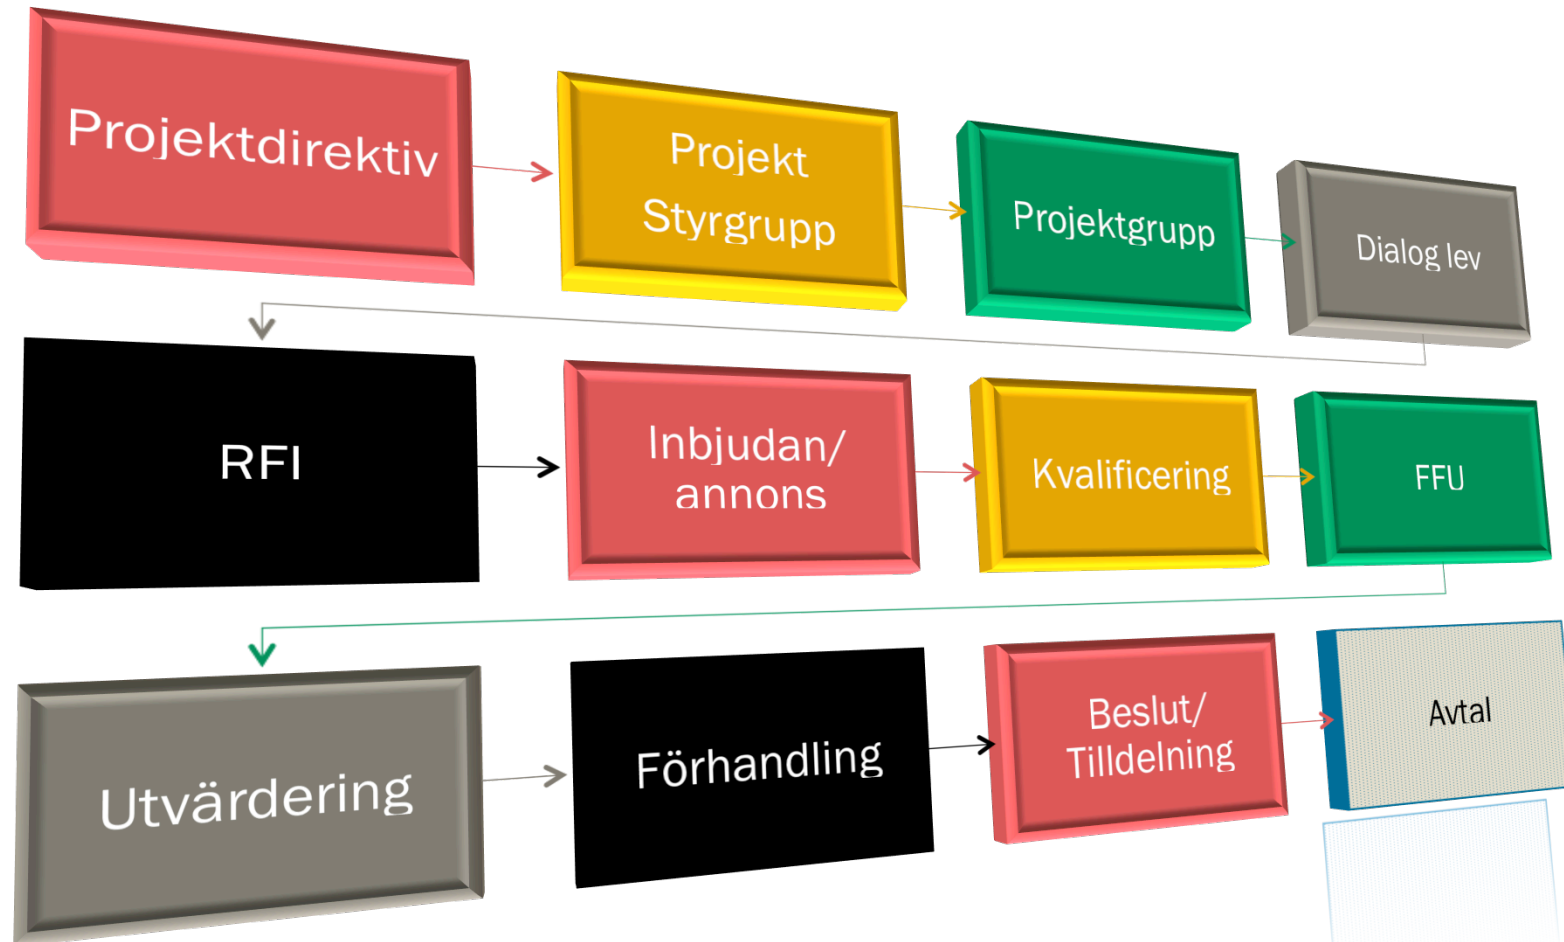 Projektdirektiv
Projekt
Styrgrupp
Projektgrupp
Dialog lev
RFI
Inbjudan/
annons
Kvalificering
FFU
Utvärdering
Förhandling
Beslut/
Tilldelning
Avtal